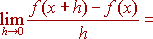 lim h→0 f(x + h) − f(x) / h =